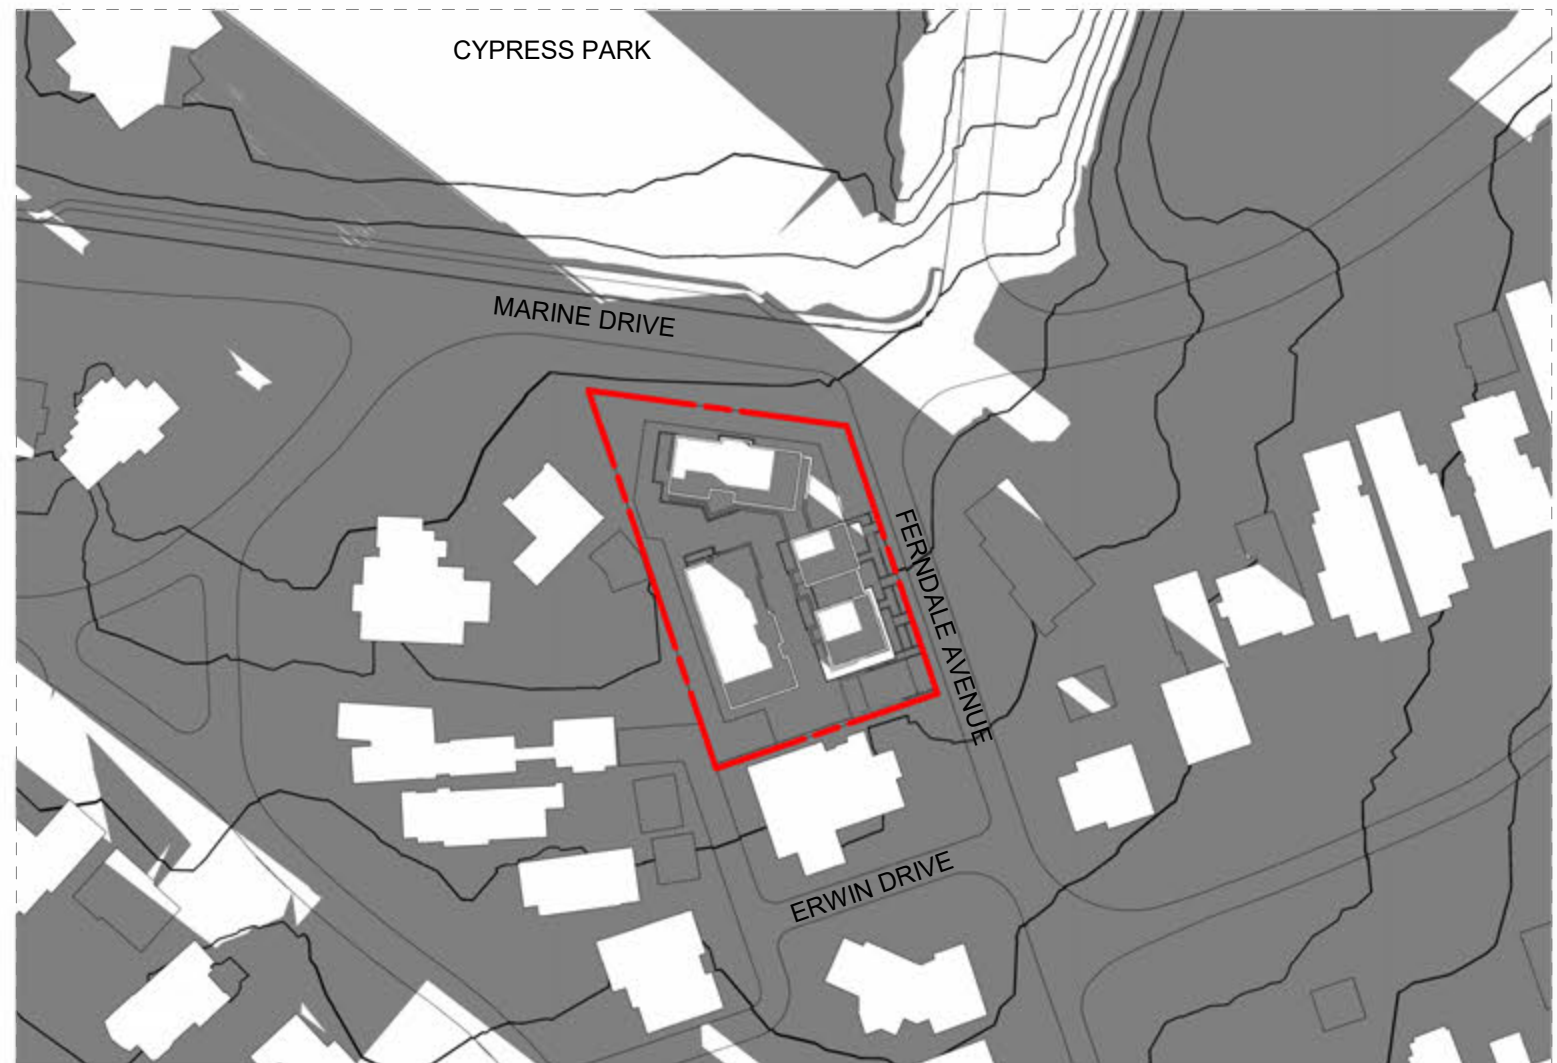 CYPRESS PARK
MARINE DRIVE
FERNDALE AVENUE
ERWIN DRIVE